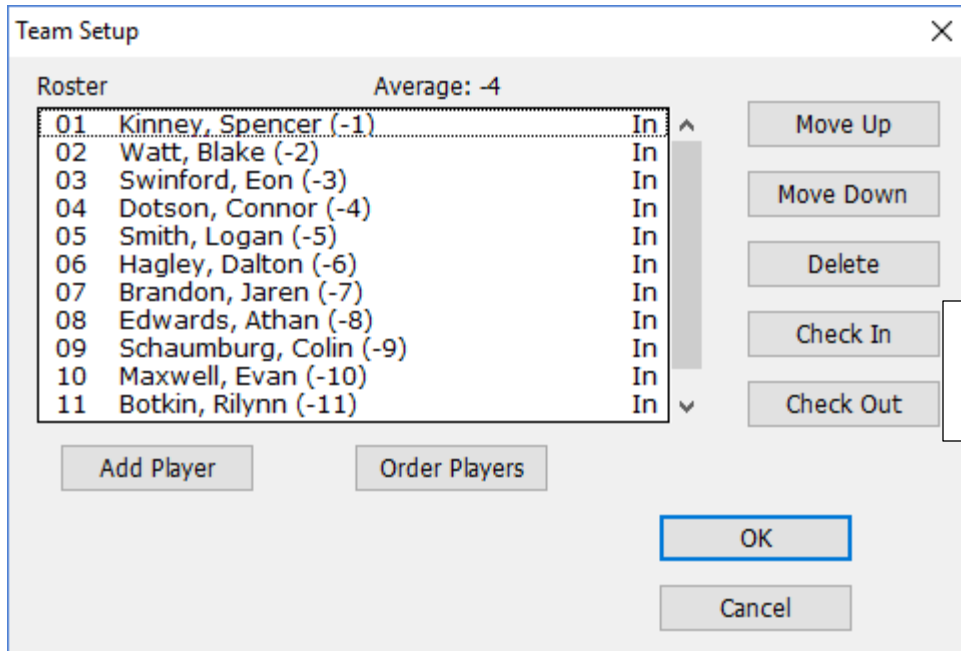 Team Setup
Roster Average: -4
01 Kinney, Spencer (-1) In
02 Watt, Blake (-2) In
03 Swinford, Eon (-3) In
04 Dotson, Connor (-4) In
05 Smith, Logan (-5) In
06 Hagley, Dalton (-6) In
07 Brandon, Jaren (-7) In
08 Edwards, Athan (-8) In
09 Schaumburg, Colin (-9) In
10 Maxwell, Evan (-10) In
11 Botkin, Rilynn (-11) In
Move Up
Move Down
Delete
Check In
Check Out
Add Player Order Players
OK
Cancel